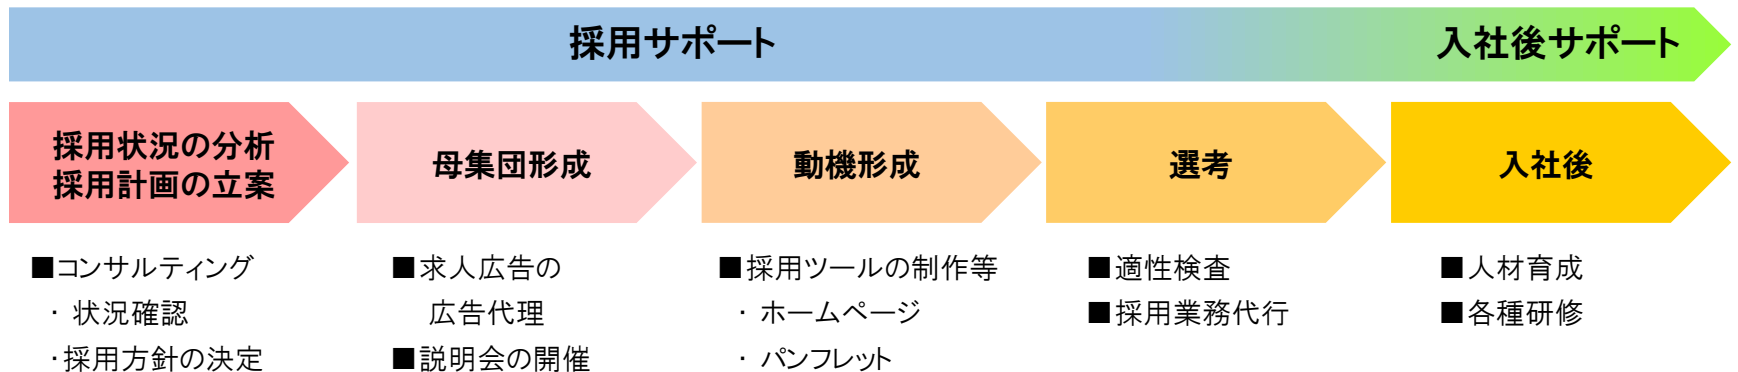 採用サポート
入社後サポート
採用状況の分析
採用計画の立案
母集団形成
動機形成
選考
入社後
■コンサルティング
・ 状況確認
・採用方針の決定
■求人広告の
広告代理
■説明会の開催
■採用ツールの制作等
・ ホームページ
・ パンフレット
■適性検査
■採用業務代行
■人材育成
■各種研修